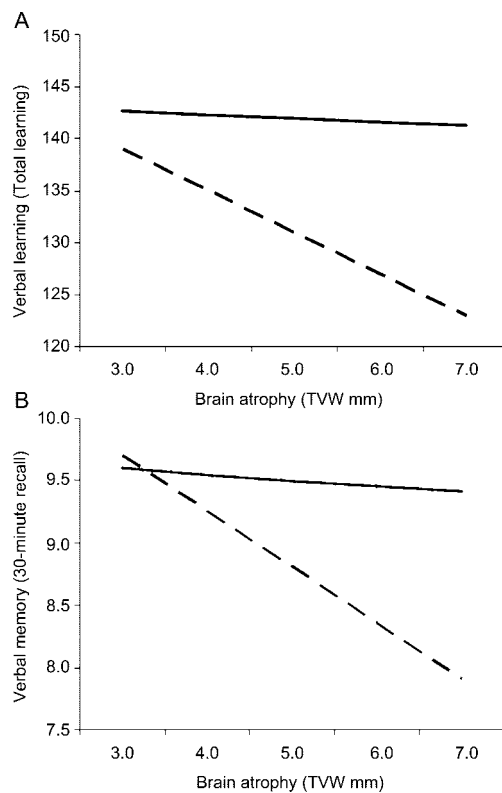 A
150
145
140
135
130
125
120
Verbal learning (Total learning)
3.0 4.0 5.0 6.0 7.0
Brain atrophy (TVW mm)
B
10.0
9.5
9.0
8.5
8.0
7.5
Verbal memory (30-minute recall)
3.0 4.0 5.0 6.0 7.0
Brain atrophy (TVW mm)